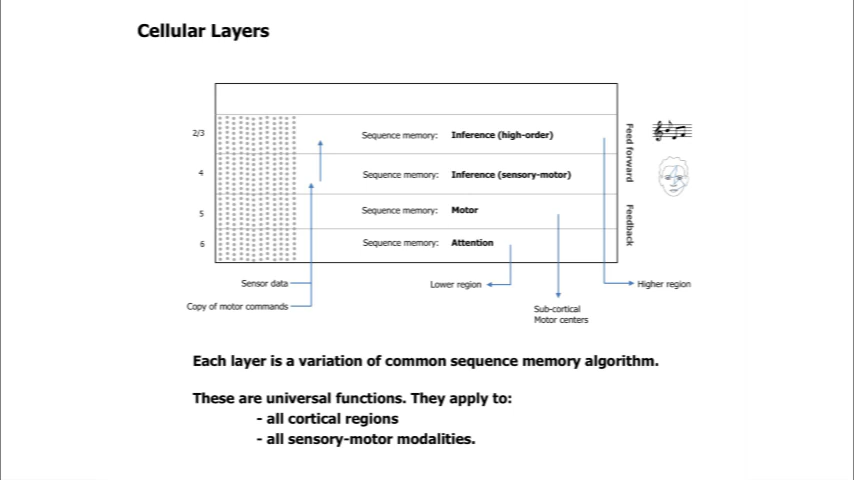 Cellular Layers
2/3
Sequence memory: Inference (high-order)
4
Sequence memory: Inference (sensory-motor)
5
Sequence memory: Motor
6
Sequence memory: Attention
Feed forward
Feedback
Sensor data
Lower region
Higher region
Copy of motor commands
Sub-cortical
Motor centers
Each layer is a variation of common sequence memory algorithm.
These are universal functions. They apply to:
- all cortical regions
- all sensory-motor modalities.